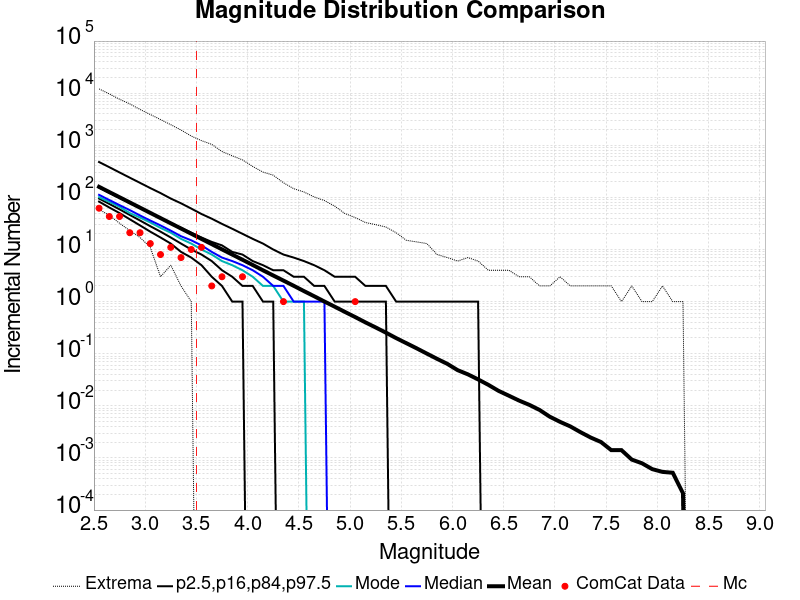 Magnitude Distribution Comparison
10^5
10^4
10^3
10^2
10^1
10^0
10^-1
10^-2
10^-3
10^-4
Incremental Number
2.5 3.0 3.5 4.0 4.5 5.0 5.5 6.0 6.5 7.0 7.5 8.0 8.5 9.0
Magnitude
Extrema p2.5,p16,p84,p97.5 Mode Median Mean ComCat Data Mc